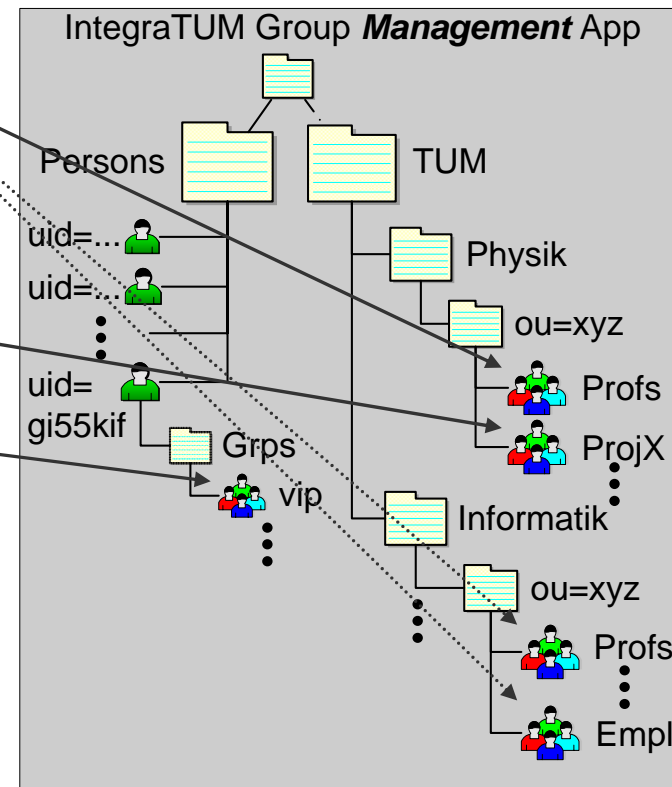 IntegraTUM Group Management App
Persons
TUM
uid=...
Physik
uid=...
ou=xyz
uid=
gi55kif
Profs
Grps
ProjX
vip
Informatik
ou=xyz
Profs
Empl